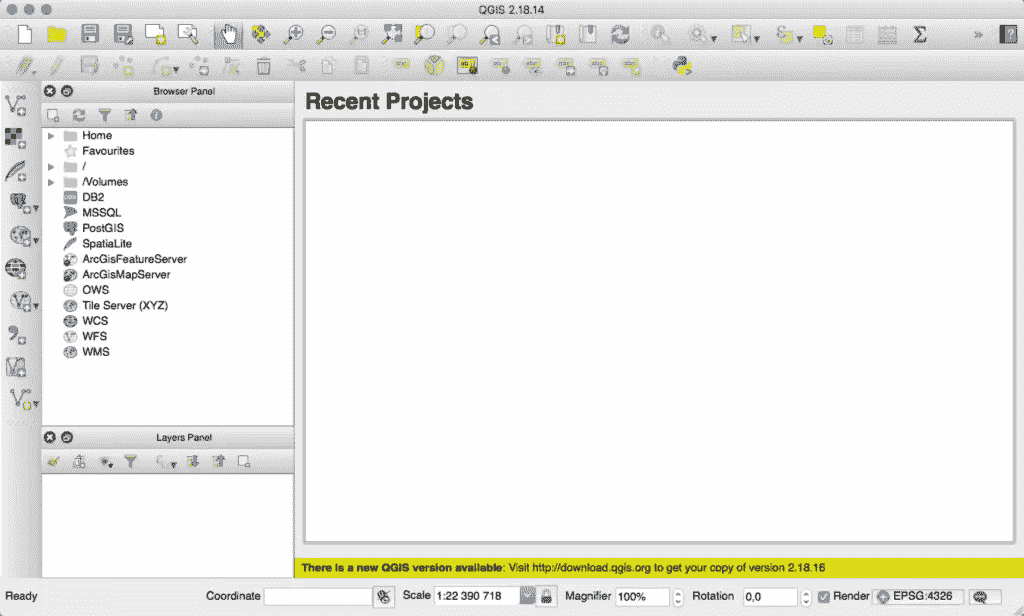 QGIS 2.18.14
Browser Panel
Home
Favourites
/
/Volumes
DB2
MSSQL
PostGIS
SpatiaLite
ArcGisFeatureServer
ArcGisMapServer
OWS
Tile Server (XYZ)
WCS
WFS
WMS
Layers Panel
Recent Projects
There is a new QGIS version available: Visit http://download.qgis.org to get your copy of version 2.18.16
Ready Coordinate Scale 1:22 390 718 Magnifier 100% Rotation 0,0 Render EPSG:4326